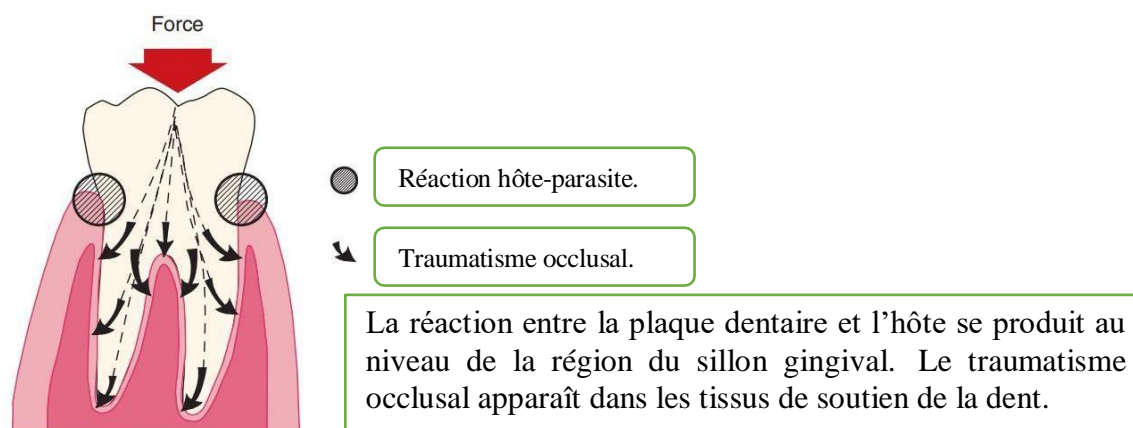 Force
Réaction hôte-parasite.
Traumatisme occlusal.
La réaction entre la plaque dentaire et l’hôte se produit au
niveau de la région du sillon gingival. Le traumatisme
occlusal apparaît dans les tissus de soutien de la dent.